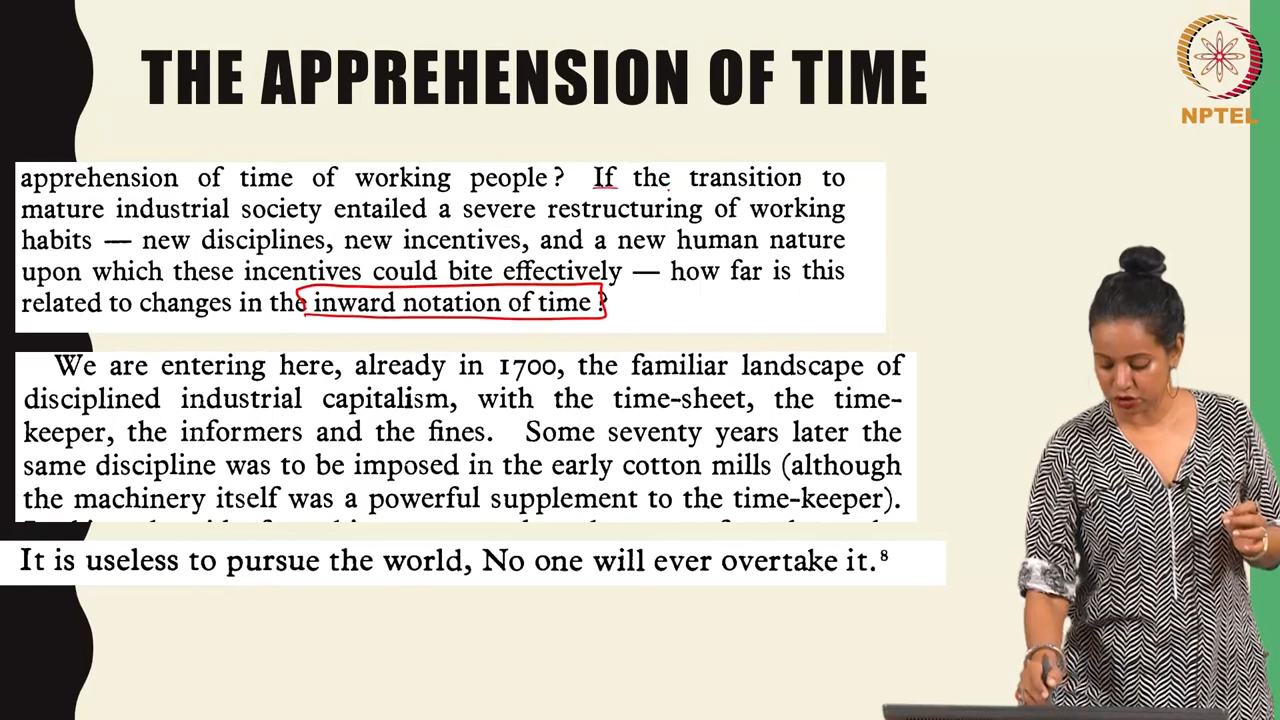 THE APPREHENSION OF TIME
NPTEL
apprehension of time of working people? If the transition to
mature industrial society entailed a severe restructuring of working
habits — new disciplines, new incentives, and a new human nature
upon which these incentives could bite effectively — how far is this
related to changes in the inward notation of time?
We are entering here, already in 1700, the familiar landscape of
disciplined industrial capitalism, with the time-sheet, the time-
keeper, the informers and the fines. Some seventy years later the
same discipline was to be imposed in the early cotton mills (although
the machinery itself was a powerful supplement to the time-keeper).
It is useless to pursue the world, No one will ever overtake it.⁸